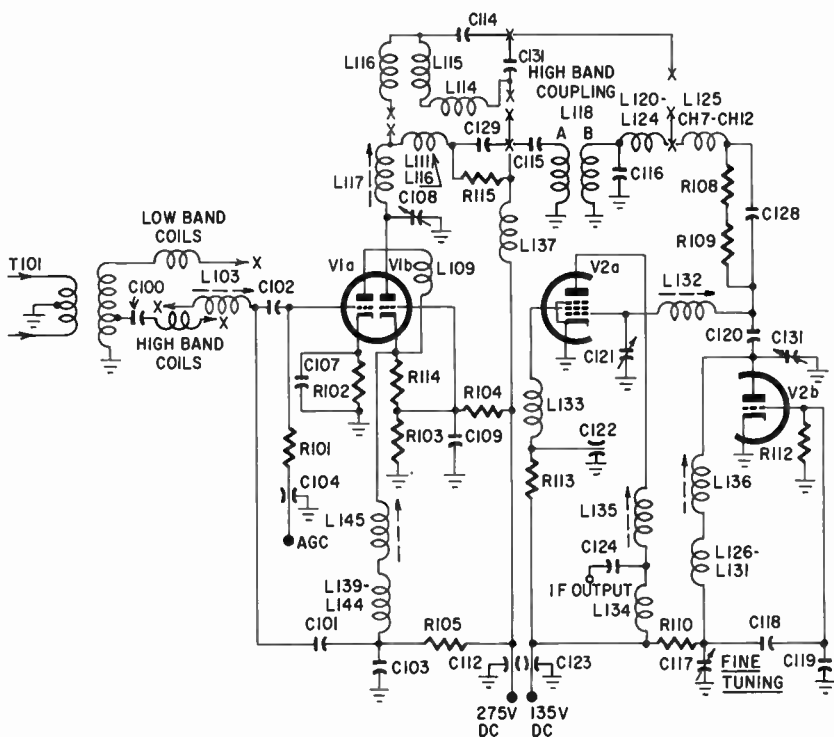 C114
L116
L115
C131
L114
HIGH BAND
COUPLING
L118
L120-
L124
L125
CH7-CH12
A
B
C129
C115
L111
L116
C116
L117
R115
R108
C108
C128
LOW BAND
COILS
L137
R109
T101
C100
L103
C102
V1a
V1b
L109
V2a
L132
HIGH BAND
COILS
C120
C131
C107
R102
R114
C121
V2b
R104
L133
R103
C109
C122
R112
R101
R113
C104
L136
L145
L135
AGC
C124
L126-
L131
L139-
L144
IF OUTPUT
L134
C101
R105
R110
C118
C103
C112
C123
C117
FINE
TUNING
C119
275V
DC
135V
DC